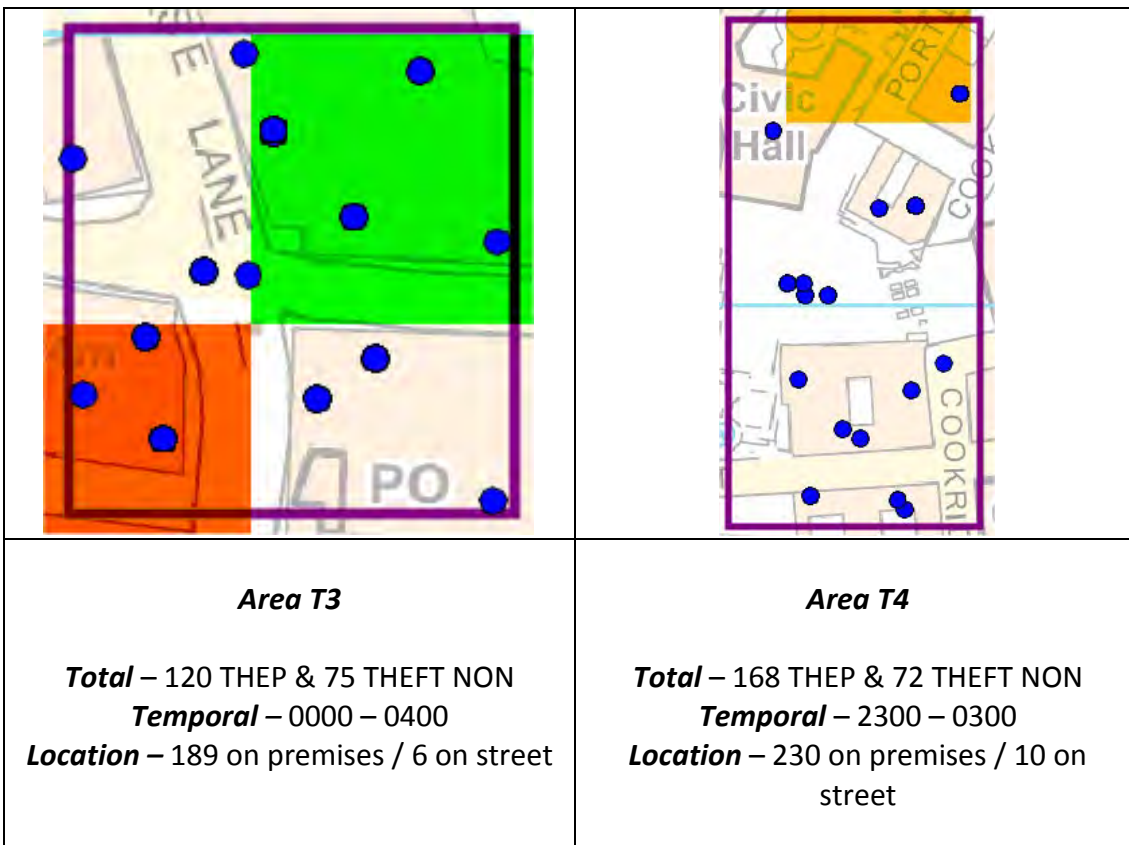 LANE
PO
Civic
Hall
PORT
COOK
COOKRI
Area T3
Total – 120 THEP & 75 THEFT NON
Temporal – 0000 – 0400
Location – 189 on premises / 6 on street
Area T4
Total – 168 THEP & 72 THEFT NON
Temporal – 2300 – 0300
Location – 230 on premises / 10 on
street